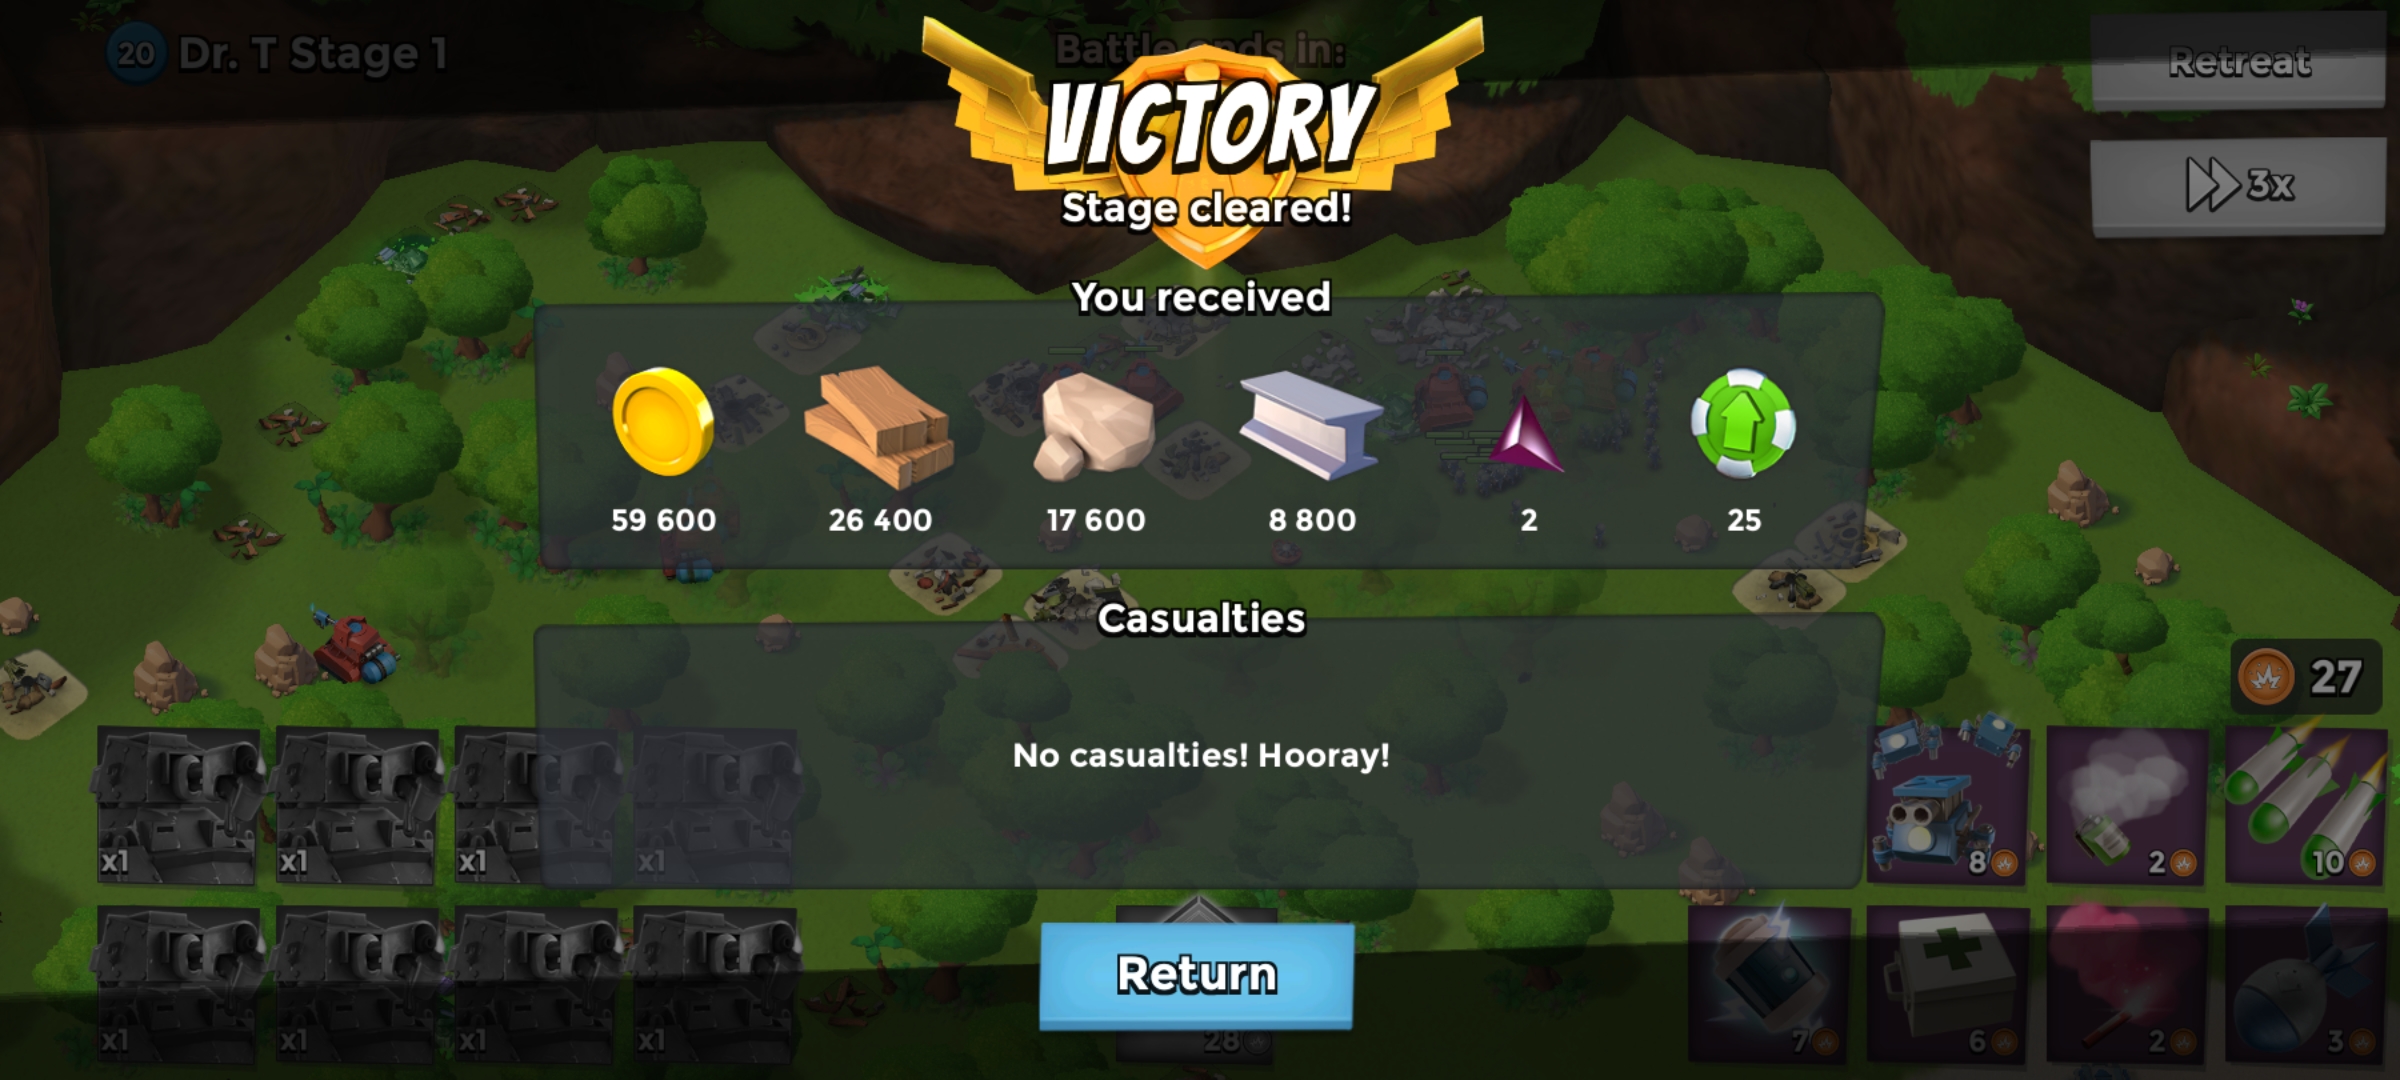 20 Dr. T Stage 1
Battle ends in:
Retreat
VICTORY
3x
Stage cleared!
You received
59 600
26 400
17 600
8 800
2
25
Casualties
27
No casualties! Hooray!
x1
x1
x1
x1
8
2
10
Return
x1
x1
x1
x1
28
7
6
2
3